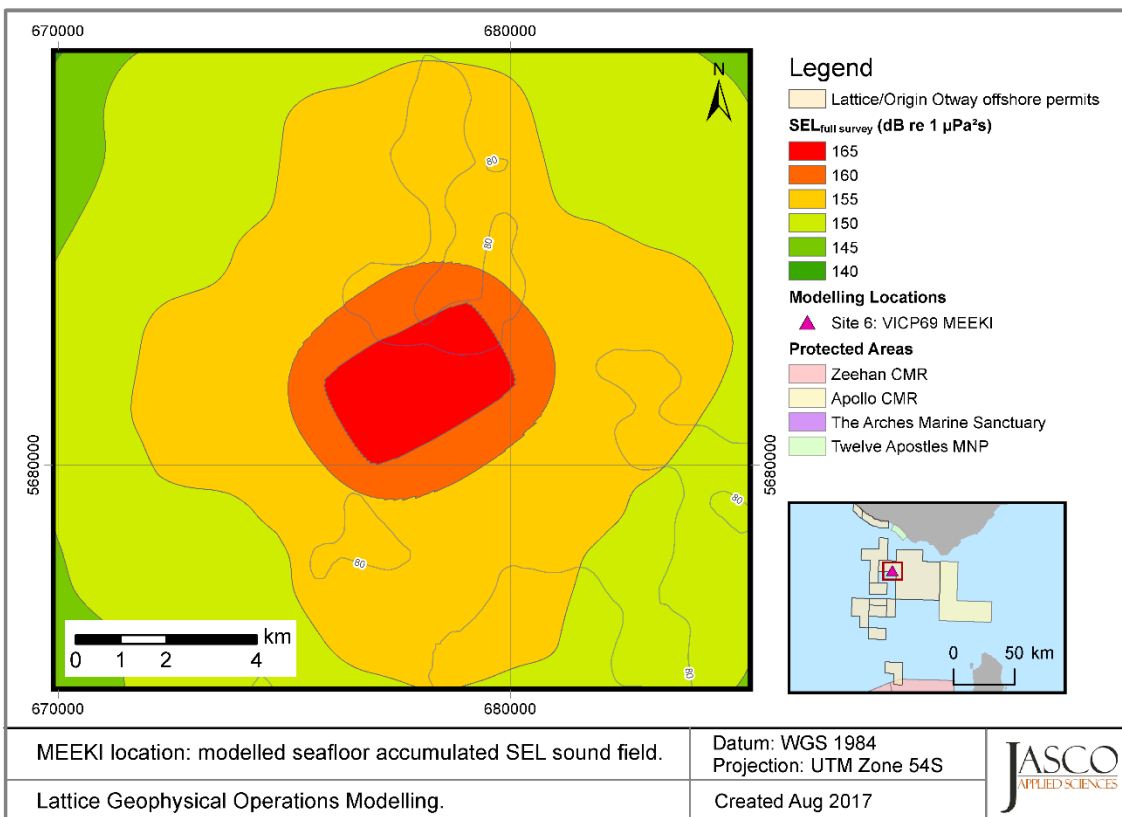 670000
680000
N
80
80
80
80
80
5680000
5680000
0 1 2 4 km
670000
680000
Legend
Lattice/Origin Otway offshore permits
SELfull survey (dB re 1 µPa²s)
165
160
155
150
145
140
Modelling Locations
Site 6: VICP69 MEEKI
Protected Areas
Zeehan CMR
Apollo CMR
The Arches Marine Sanctuary
Twelve Apostles MNP
0 50 km
MEEKI location: modelled seafloor accumulated SEL sound field.
Lattice Geophysical Operations Modelling.
Datum: WGS 1984
Projection: UTM Zone 54S
Created Aug 2017
JASCO
APPLIED SCIENCES